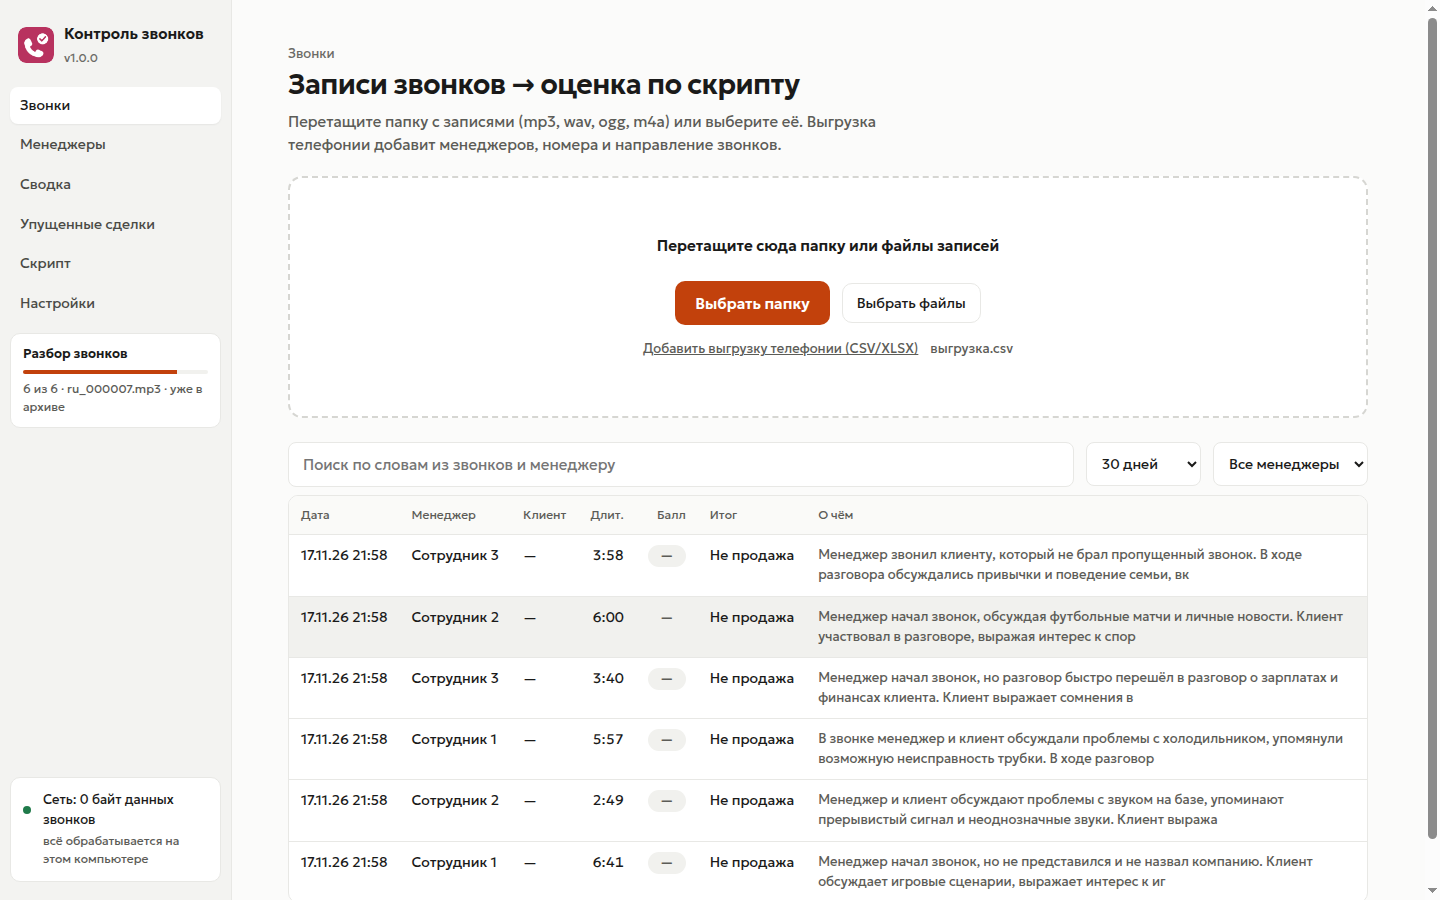 Контроль звонков
v1.0.0
Звонки
Менеджеры
Сводка
Упущенные сделки
Скрипт
Настройки
Разбор звонков
6 из 6 · ru_000007.mp3 · уже в
архиве
Сеть: 0 байт данных
звонков
всё обрабатывается на
этом компьютере
Звонки
Записи звонков → оценка по скрипту
Перетащите папку с записями (mp3, wav, ogg, m4a) или выберите её. Выгрузка
телефонии добавит менеджеров, номера и направление звонков.
Перетащите сюда папку или файлы записей
Выбрать папку Выбрать файлы
Добавить выгрузку телефонии (CSV/XLSX) выгрузка.csv
Поиск по словам из звонков и менеджеру 30 дней Все менеджеры
Дата Менеджер Клиент Длит. Балл Итог О чём
17.11.26 21:58 Сотрудник 3 — 3:58 — Не продажа Менеджер звонил клиенту, который не брал пропущенный звонок. В ходе
разговора обсуждались привычки и поведение семьи, вк
17.11.26 21:58 Сотрудник 2 — 6:00 — Не продажа Менеджер начал звонок, обсуждая футбольные матчи и личные новости. Клиент
участвовал в разговоре, выражая интерес к спор
17.11.26 21:58 Сотрудник 3 — 3:40 — Не продажа Менеджер начал звонок, но разговор быстро перешёл в разговор о зарплатах и
финансах клиента. Клиент выражает сомнения в
17.11.26 21:58 Сотрудник 1 — 5:57 — Не продажа В звонке менеджер и клиент обсуждали проблемы с холодильником, упомянули
возможную неисправность трубки. В ходе разговор
17.11.26 21:58 Сотрудник 2 — 2:49 — Не продажа Менеджер и клиент обсуждают проблемы с звуком на базе, упоминают
прерывистый сигнал и неоднозначные звуки. Клиент выража
17.11.26 21:58 Сотрудник 1 — 6:41 — Не продажа Менеджер начал звонок, но не представился и не назвал компанию. Клиент
обсуждает игровые сценарии, выражает интерес к иг